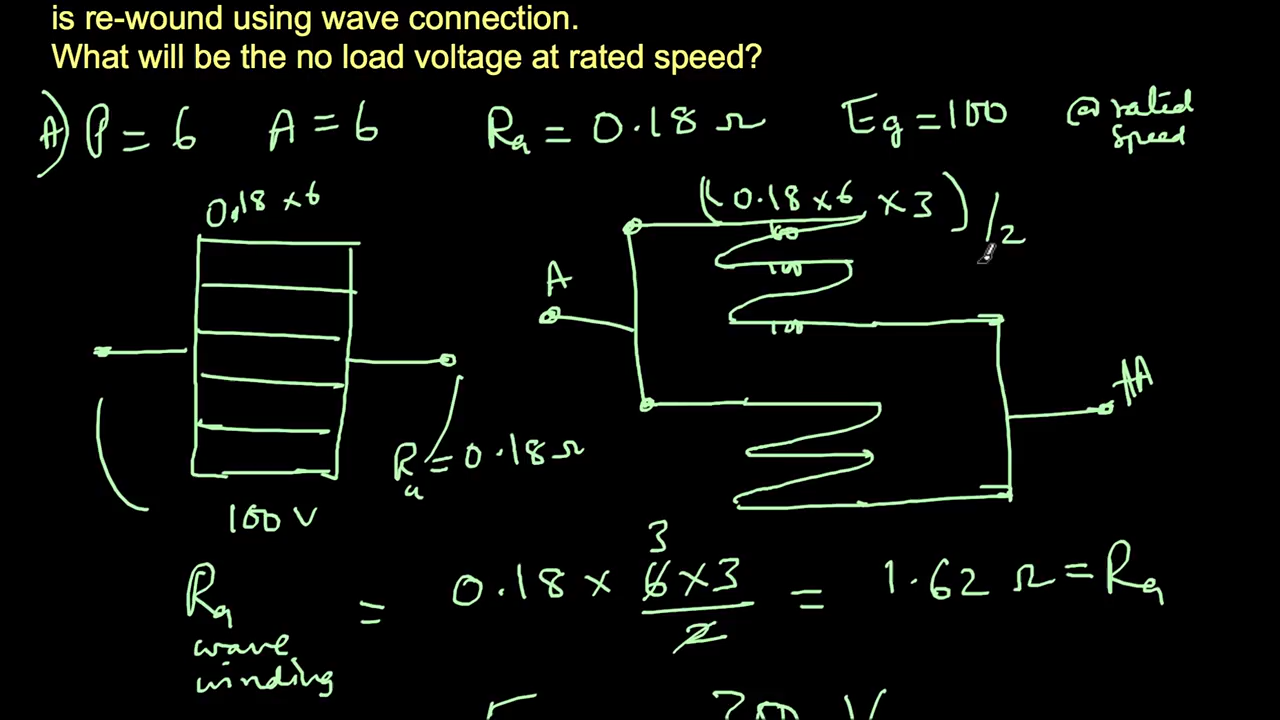 is re-wound using wave connection.
What will be the no load voltage at rated speed?
A) P = 6 A = 6 Ra = 0.18 Ω Eg = 100 @ rated speed
0.18 x 6
(0.18 x 6 x 3) / 2
100
100
100
A
AA
Ra = 0.18 Ω
100 V
Ra wave winding = 0.18 x 6 x 3 / 2 = 1.62 Ω = Ra
3
300 V